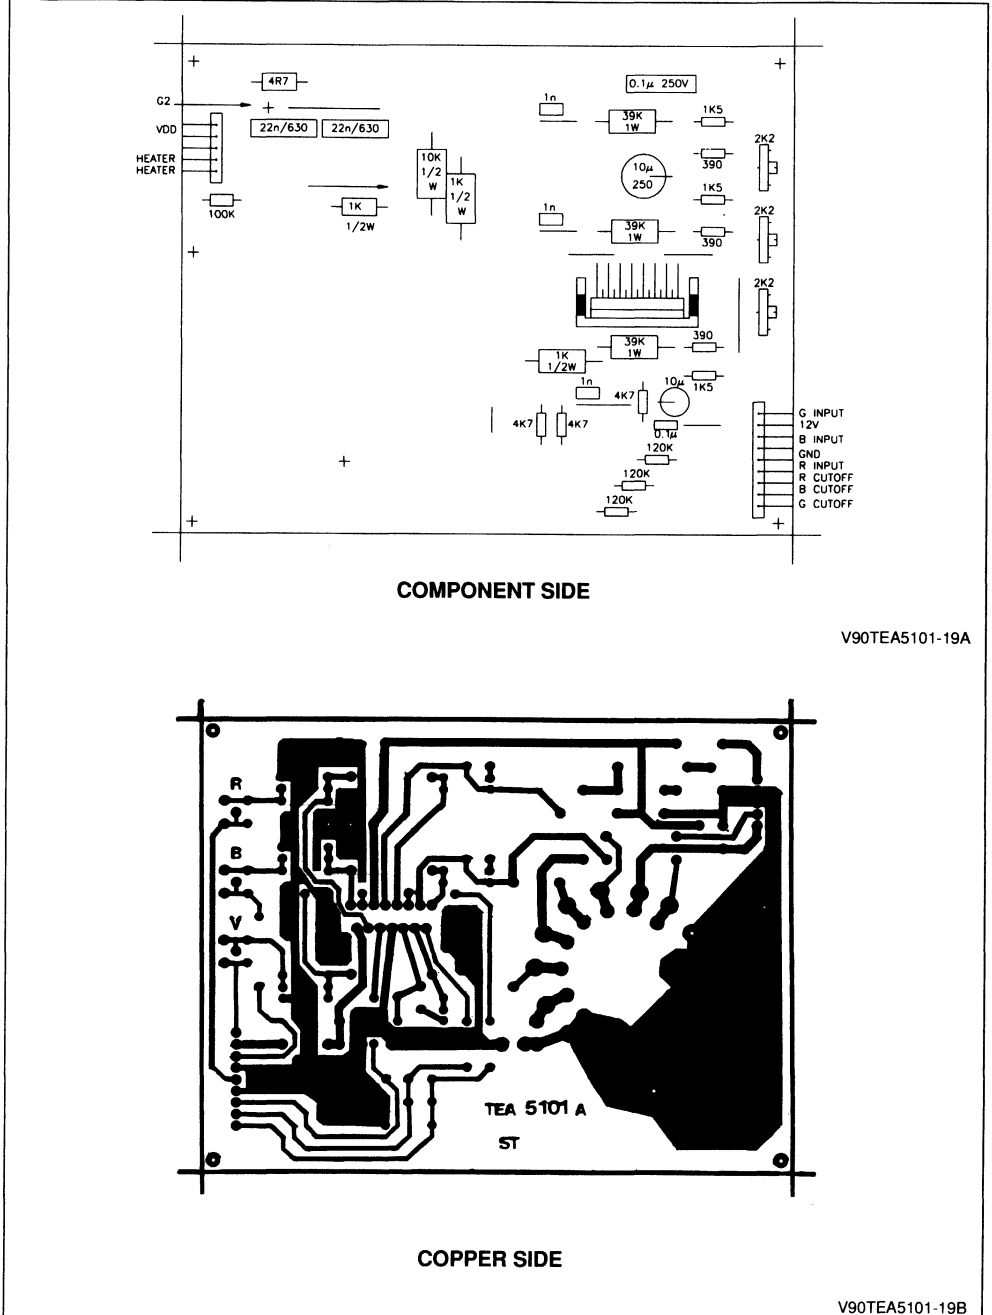 4R7
0.1µ 250V
1n
G2
39K
1W
1K5
22n/630 22n/630
VDD
2K2
HEATER
HEATER
10K
1/2
W
10µ
250
390
1K
1/2
W
1K5
100K
1K
1/2W
1n
39K
1W
2K2
390
2K2
390
39K
1W
1K
1/2W
1n
10µ
1K5
4K7
4K7
4K7
0.1µ
120K
120K
120K
G INPUT
12V
B INPUT
GND
R INPUT
R CUTOFF
B CUTOFF
G CUTOFF
COMPONENT SIDE
V90TEA5101-19A
R
B
V
TEA 5101 A
ST
COPPER SIDE
V90TEA5101-19B